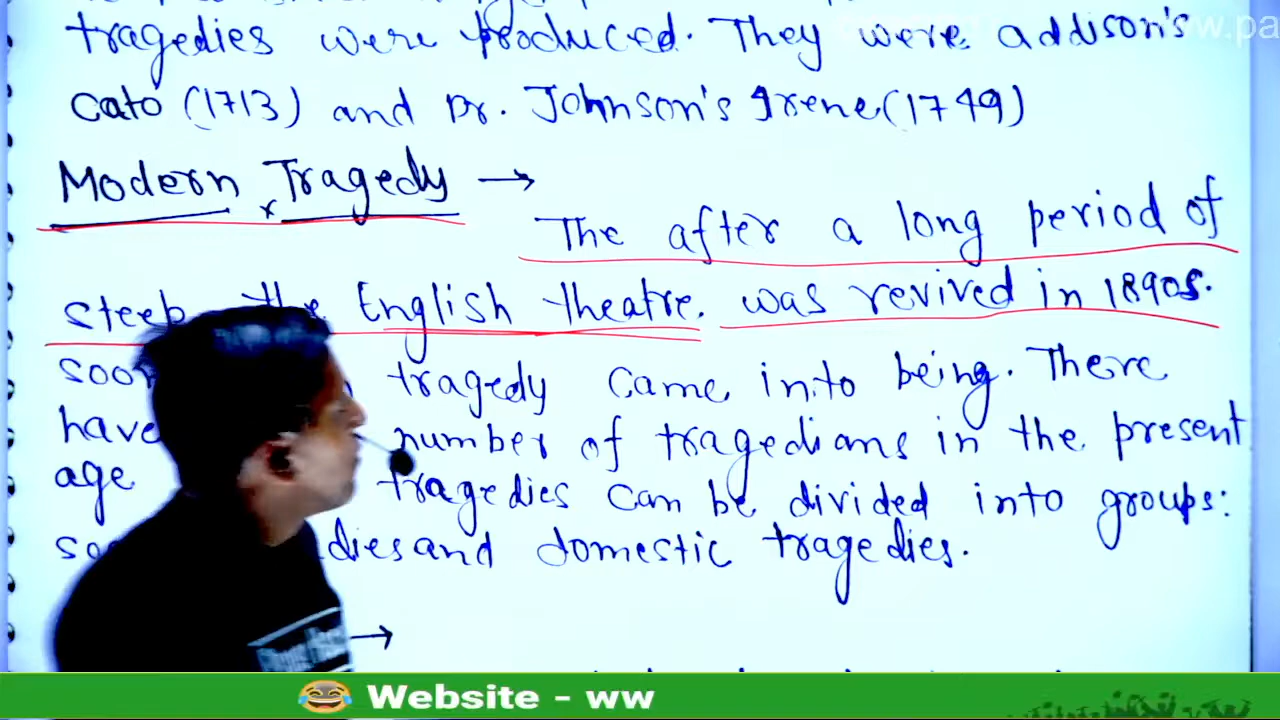 tragedies were produced. They were addison's
Cato (1713) and Dr. Johnson's Irene (1749)
Modern Tragedy →
The after a long period of
steep the English theatre. was revived in 1890s.
soon tragedy came into being. There
have number of tragedians in the present
age tragedies can be divided into groups:
dies and domestic tragedies.
→
Website - ww